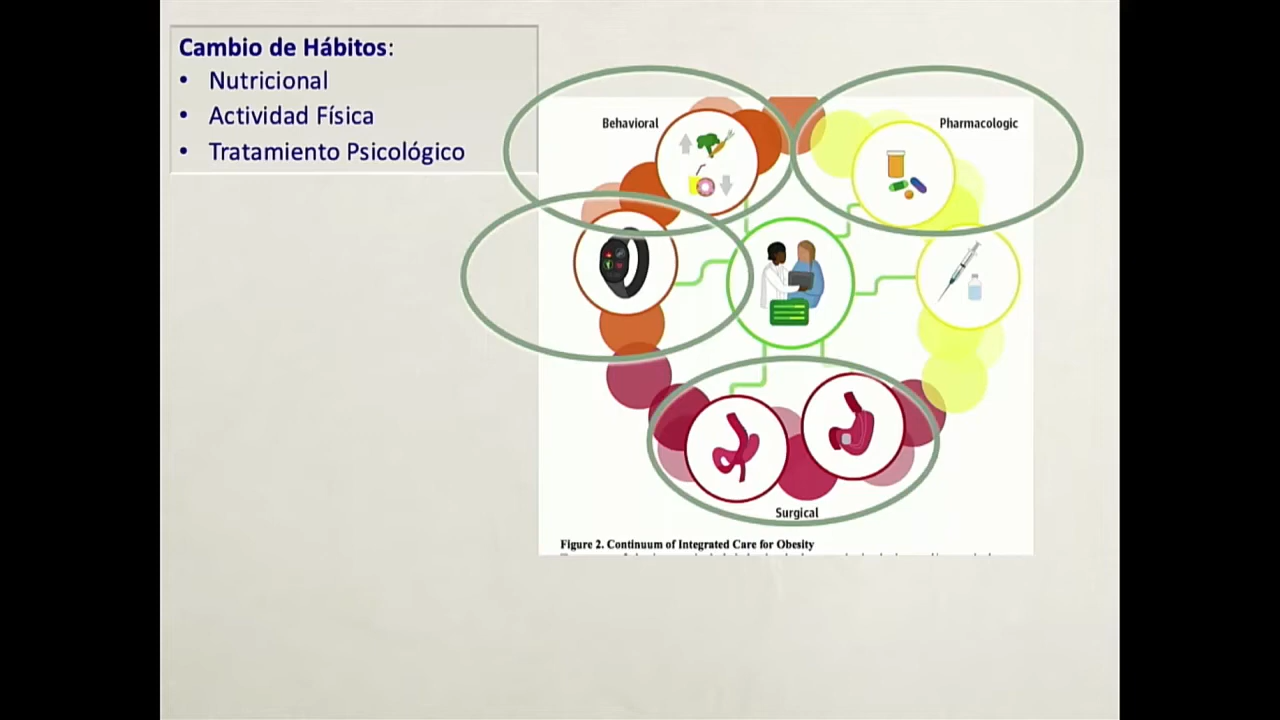 Cambio de Hábitos:
• Nutricional
• Actividad Física
• Tratamiento Psicológico
Behavioral
Pharmacologic
Surgical
Figure 2. Continuum of Integrated Care for Obesity